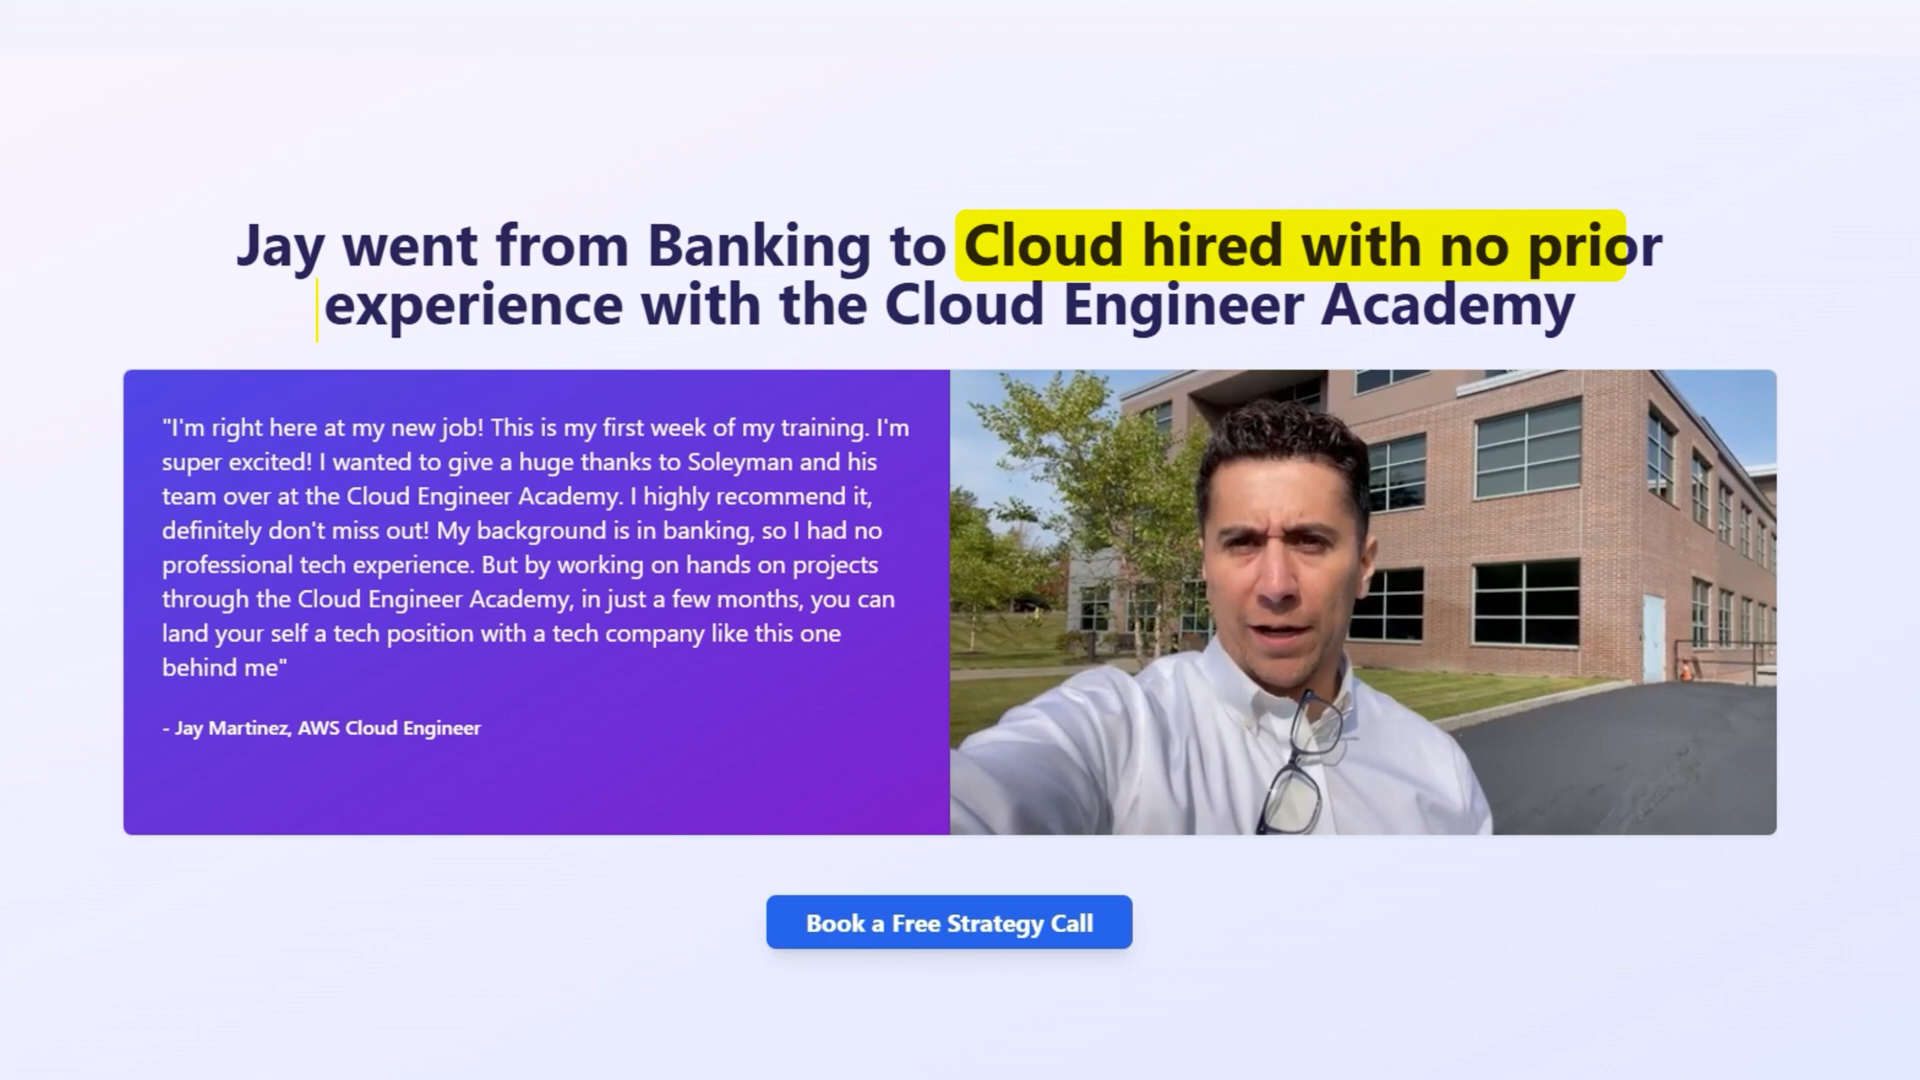 Jay went from Banking to Cloud hired with no prior
experience with the Cloud Engineer Academy
"I'm right here at my new job! This is my first week of my training. I'm
super excited! I wanted to give a huge thanks to Soleyman and his
team over at the Cloud Engineer Academy. I highly recommend it,
definitely don't miss out! My background is in banking, so I had no
professional tech experience. But by working on hands on projects
through the Cloud Engineer Academy, in just a few months, you can
land your self a tech position with a tech company like this one
behind me"
- Jay Martinez, AWS Cloud Engineer
Book a Free Strategy Call